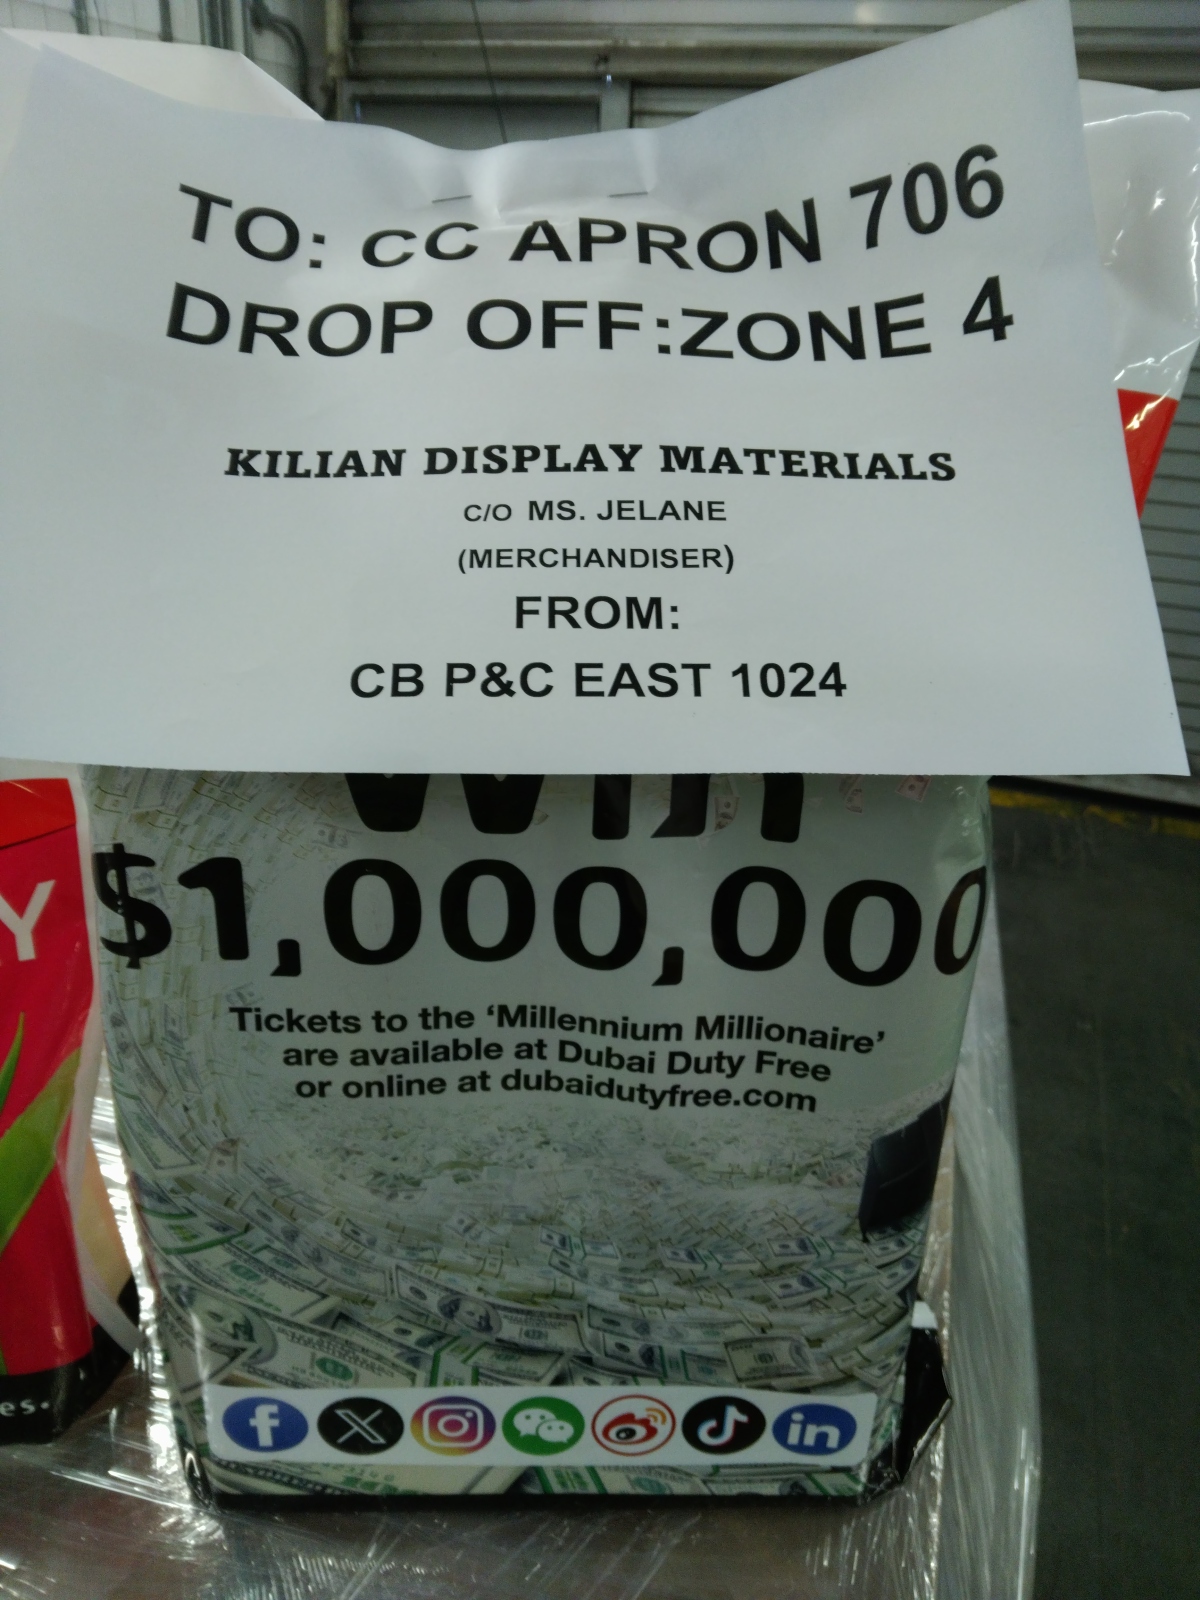 TO: CC APRON 706
DROP OFF:ZONE 4
KILIAN DISPLAY MATERIALS
C/O MS. JELANE
(MERCHANDISER)
FROM:
CB P&C EAST 1024
Win
$1,000,000
Tickets to the ‘Millennium Millionaire’
are available at Dubai Duty Free
or online at dubaidutyfree.com